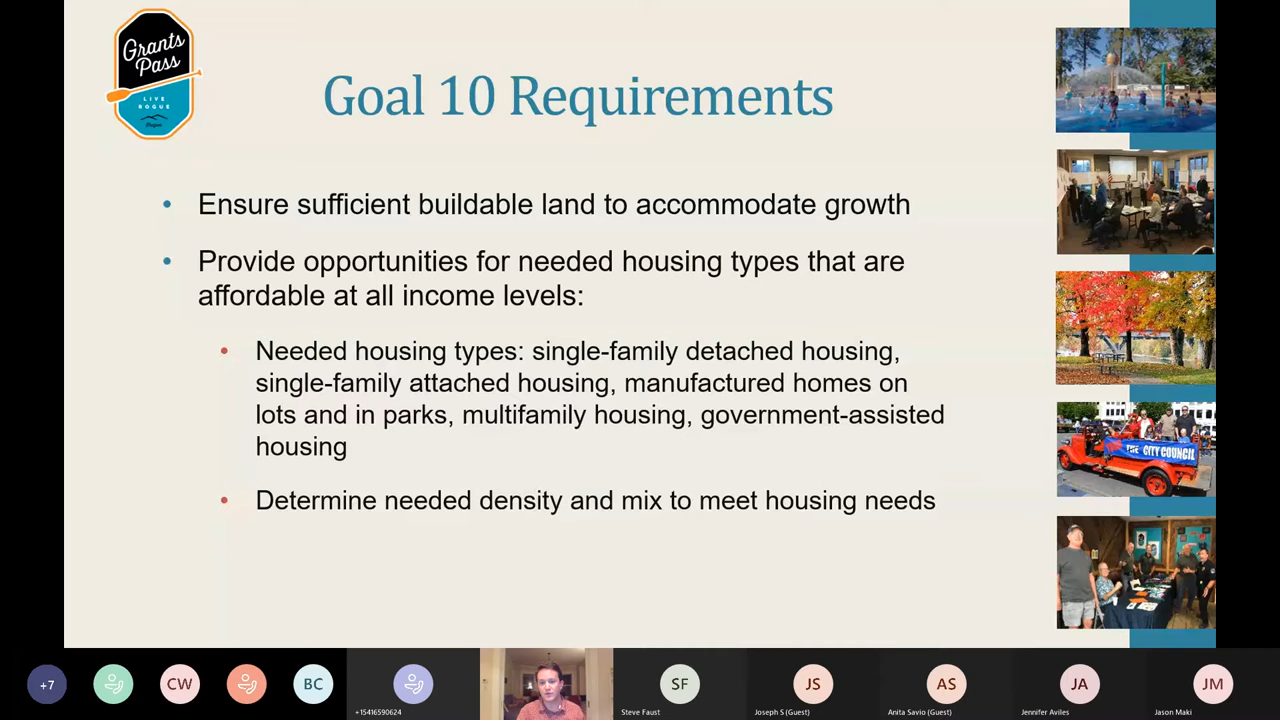 Grants
Pass
LIVE
ROGUE
Oregon
Goal 10 Requirements
• Ensure sufficient buildable land to accommodate growth
• Provide opportunities for needed housing types that are
affordable at all income levels:
• Needed housing types: single-family detached housing,
single-family attached housing, manufactured homes on
lots and in parks, multifamily housing, government-assisted
housing
• Determine needed density and mix to meet housing needs
THE CITY COUNCIL
+7
CW
BC
+15416590624
SF
Steve Faust
JS
Joseph S (Guest)
AS
Anita Savio (Guest)
JA
Jennifer Aviles
JM
Jason Maki